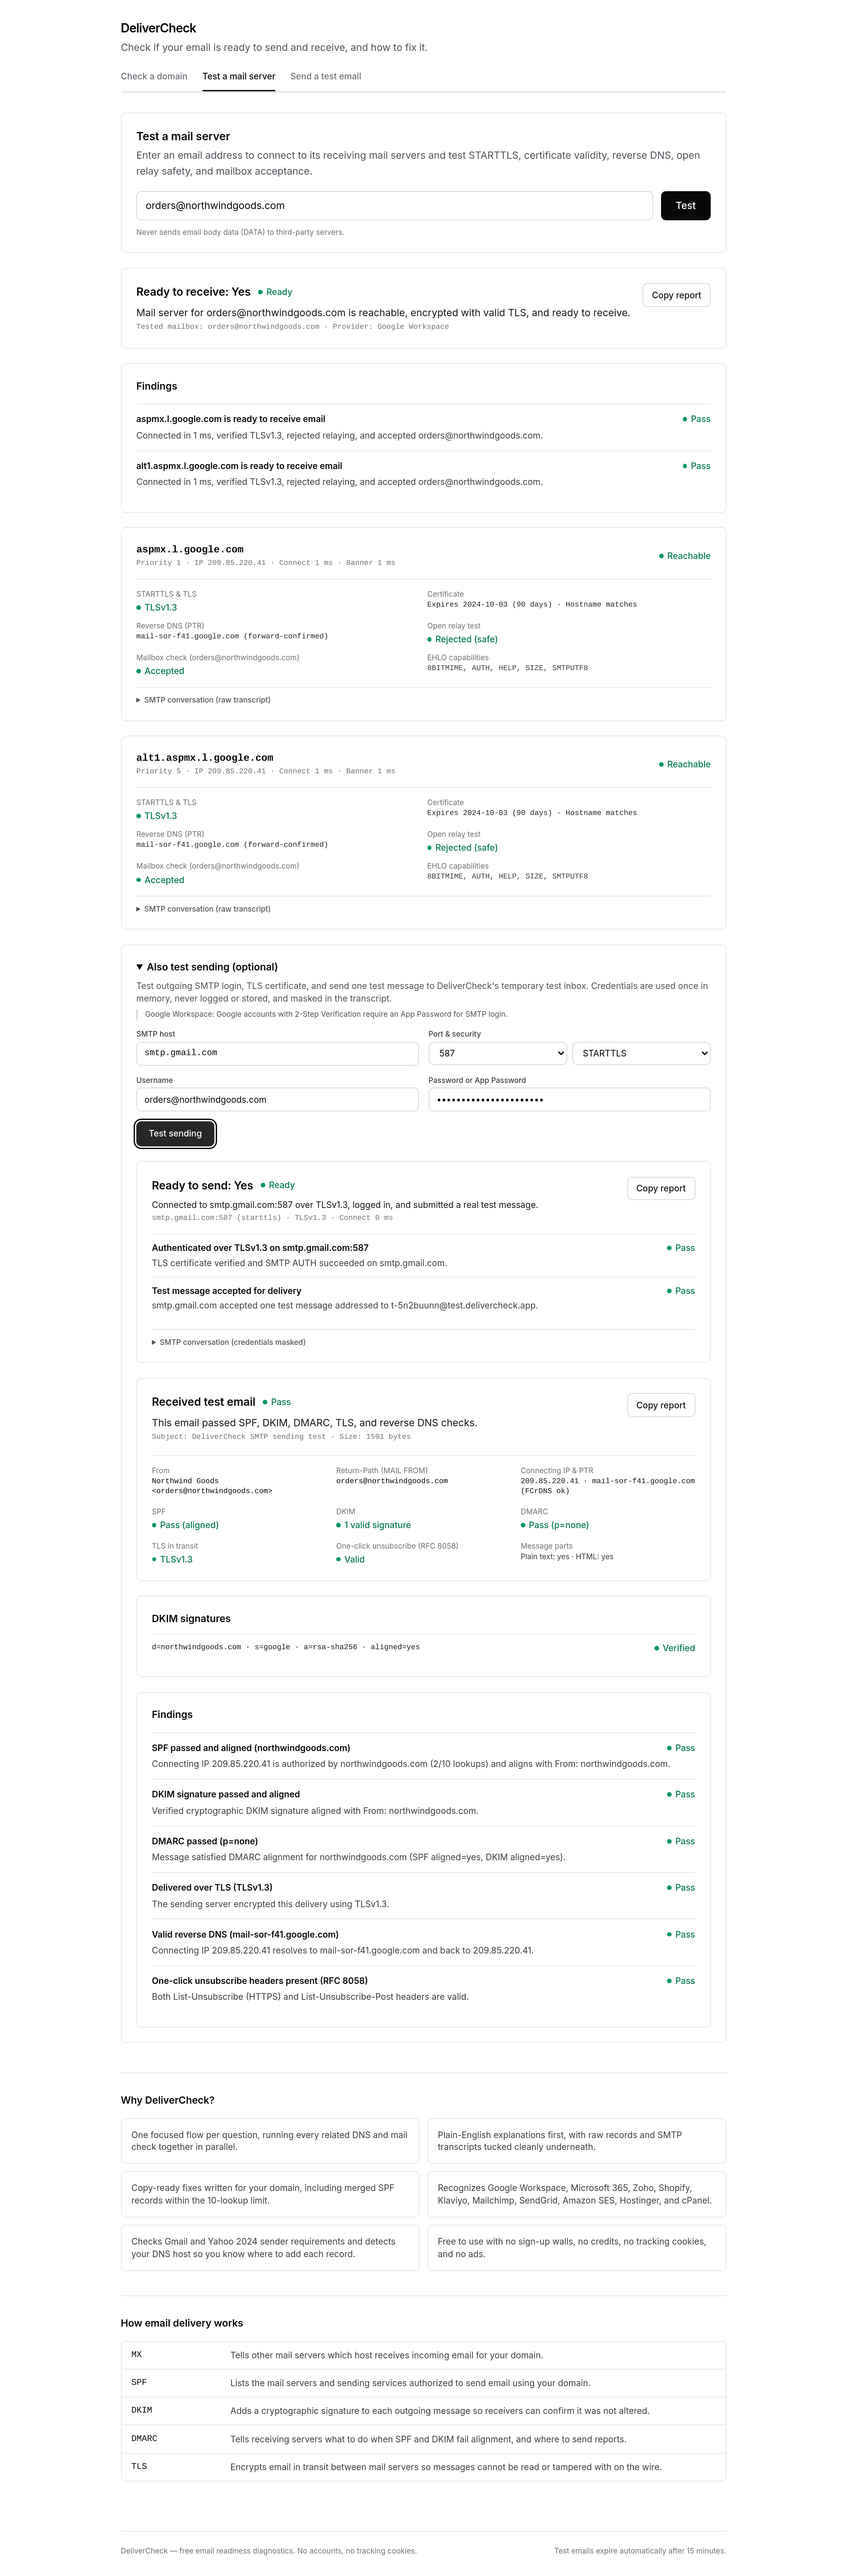 DeliverCheck
Check if your email is ready to send and receive, and how to fix it.
Check a domain
Test a mail server
Send a test email
Test a mail server
Enter an email address to connect to its receiving mail servers and test STARTTLS, certificate validity, reverse DNS, open
relay safety, and mailbox acceptance.
orders@northwindgoods.com
Test
Never sends email body data (DATA) to third-party servers.
Ready to receive: Yes
Ready
Copy report
Mail server for orders@northwindgoods.com is reachable, encrypted with valid TLS, and ready to receive.
Tested mailbox: orders@northwindgoods.com · Provider: Google Workspace
Findings
aspmx.l.google.com is ready to receive email
Pass
Connected in 1 ms, verified TLSv1.3, rejected relaying, and accepted orders@northwindgoods.com.
alt1.aspmx.l.google.com is ready to receive email
Pass
Connected in 1 ms, verified TLSv1.3, rejected relaying, and accepted orders@northwindgoods.com.
aspmx.l.google.com
Priority 1 · IP 209.85.220.41 · Connect 1 ms · Banner 1 ms
Reachable
STARTTLS & TLS
TLSv1.3
Certificate
Expires 2024-10-03 (90 days) · Hostname matches
Reverse DNS (PTR)
mail-sor-f41.google.com (forward-confirmed)
Open relay test
Rejected (safe)
Mailbox check (orders@northwindgoods.com)
Accepted
EHLO capabilities
8BITMIME, AUTH, HELP, SIZE, SMTPUTF8
SMTP conversation (raw transcript)
alt1.aspmx.l.google.com
Priority 5 · IP 209.85.220.41 · Connect 1 ms · Banner 1 ms
Reachable
STARTTLS & TLS
TLSv1.3
Certificate
Expires 2024-10-03 (90 days) · Hostname matches
Reverse DNS (PTR)
mail-sor-f41.google.com (forward-confirmed)
Open relay test
Rejected (safe)
Mailbox check (orders@northwindgoods.com)
Accepted
EHLO capabilities
8BITMIME, AUTH, HELP, SIZE, SMTPUTF8
SMTP conversation (raw transcript)
Also test sending (optional)
Test outgoing SMTP login, TLS certificate, and send one test message to DeliverCheck's temporary test inbox. Credentials are used once in
memory, never logged or stored, and masked in the transcript.
Google Workspace: Google accounts with 2-Step Verification require an App Password for SMTP login.
SMTP host
smtp.gmail.com
Port & security
587
STARTTLS
Username
orders@northwindgoods.com
Password or App Password
••••••••••••••••••••••
Test sending
Ready to send: Yes
Ready
Copy report
Connected to smtp.gmail.com:587 over TLSv1.3, logged in, and submitted a real test message.
smtp.gmail.com:587 (starttls) · TLSv1.3 · Connect 0 ms
Authenticated over TLSv1.3 on smtp.gmail.com:587
Pass
TLS certificate verified and SMTP AUTH succeeded on smtp.gmail.com.
Test message accepted for delivery
Pass
smtp.gmail.com accepted one test message addressed to t-5n2buunn@test.delivercheck.app.
SMTP conversation (credentials masked)
Received test email
Pass
Copy report
This email passed SPF, DKIM, DMARC, TLS, and reverse DNS checks.
Subject: DeliverCheck SMTP sending test · Size: 1501 bytes
From
Northwind Goods
<orders@northwindgoods.com>
Return-Path (MAIL FROM)
orders@northwindgoods.com
Connecting IP & PTR
209.85.220.41 · mail-sor-f41.google.com
(FCrDNS ok)
SPF
Pass (aligned)
DKIM
1 valid signature
DMARC
Pass (p=none)
TLS in transit
TLSv1.3
One-click unsubscribe (RFC 8058)
Valid
Message parts
Plain text: yes · HTML: yes
DKIM signatures
d=northwindgoods.com · s=google · a=rsa-sha256 · aligned=yes
Verified
Findings
SPF passed and aligned (northwindgoods.com)
Pass
Connecting IP 209.85.220.41 is authorized by northwindgoods.com (2/10 lookups) and aligns with From: northwindgoods.com.
DKIM signature passed and aligned
Pass
Verified cryptographic DKIM signature aligned with From: northwindgoods.com.
DMARC passed (p=none)
Pass
Message satisfied DMARC alignment for northwindgoods.com (SPF aligned=yes, DKIM aligned=yes).
Delivered over TLS (TLSv1.3)
Pass
The sending server encrypted this delivery using TLSv1.3.
Valid reverse DNS (mail-sor-f41.google.com)
Pass
Connecting IP 209.85.220.41 resolves to mail-sor-f41.google.com and back to 209.85.220.41.
One-click unsubscribe headers present (RFC 8058)
Pass
Both List-Unsubscribe (HTTPS) and List-Unsubscribe-Post headers are valid.
Why DeliverCheck?
One focused flow per question, running every related DNS and mail
check together in parallel.
Plain-English explanations first, with raw records and SMTP
transcripts tucked cleanly underneath.
Copy-ready fixes written for your domain, including merged SPF
records within the 10-lookup limit.
Recognizes Google Workspace, Microsoft 365, Zoho, Shopify,
Klaviyo, Mailchimp, SendGrid, Amazon SES, Hostinger, and cPanel.
Checks Gmail and Yahoo 2024 sender requirements and detects
your DNS host so you know where to add each record.
Free to use with no sign-up walls, no credits, no tracking cookies,
and no ads.
How email delivery works
MX
Tells other mail servers which host receives incoming email for your domain.
SPF
Lists the mail servers and sending services authorized to send email using your domain.
DKIM
Adds a cryptographic signature to each outgoing message so receivers can confirm it was not altered.
DMARC
Tells receiving servers what to do when SPF and DKIM fail alignment, and where to send reports.
TLS
Encrypts email in transit between mail servers so messages cannot be read or tampered with on the wire.
DeliverCheck — free email readiness diagnostics. No accounts, no tracking cookies.
Test emails expire automatically after 15 minutes.